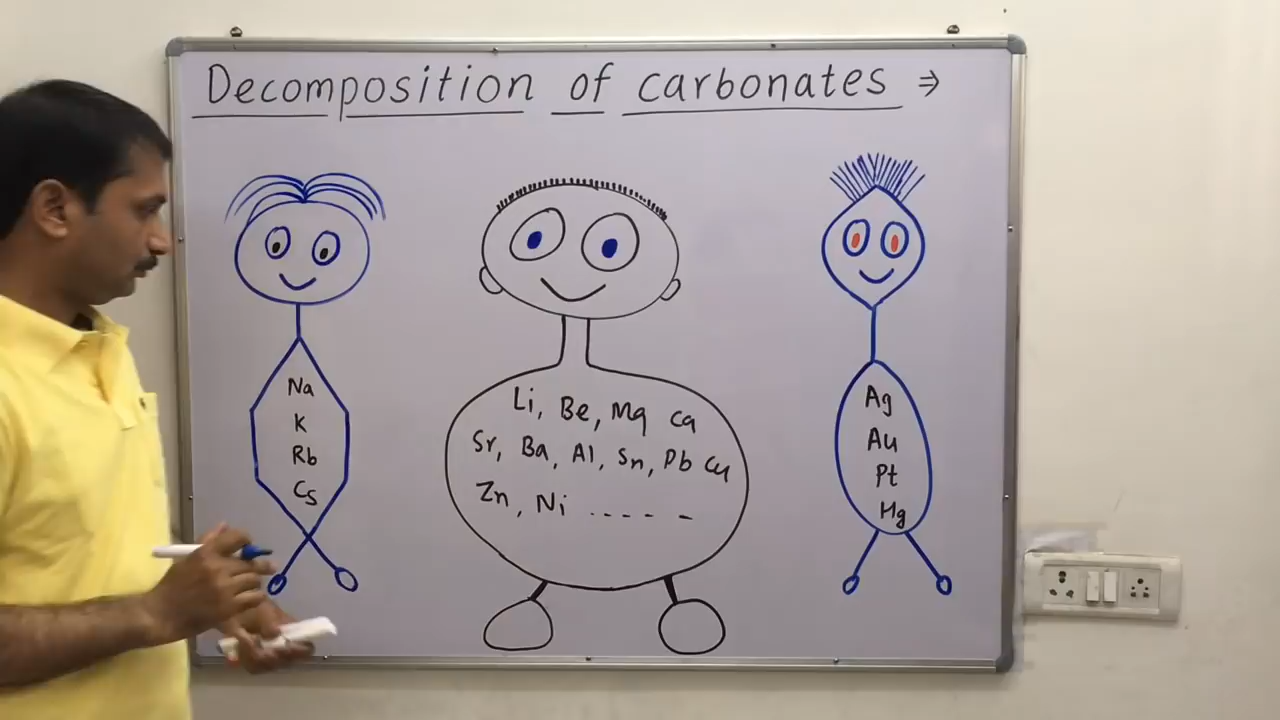 Decomposition of carbonates ⇒
Na
K
Rb
Cs
Li, Be, Mg Ca
Sr, Ba, Al, Sn, Pb Cu
Zn, Ni ..... -
Ag
Au
Pt
Hg